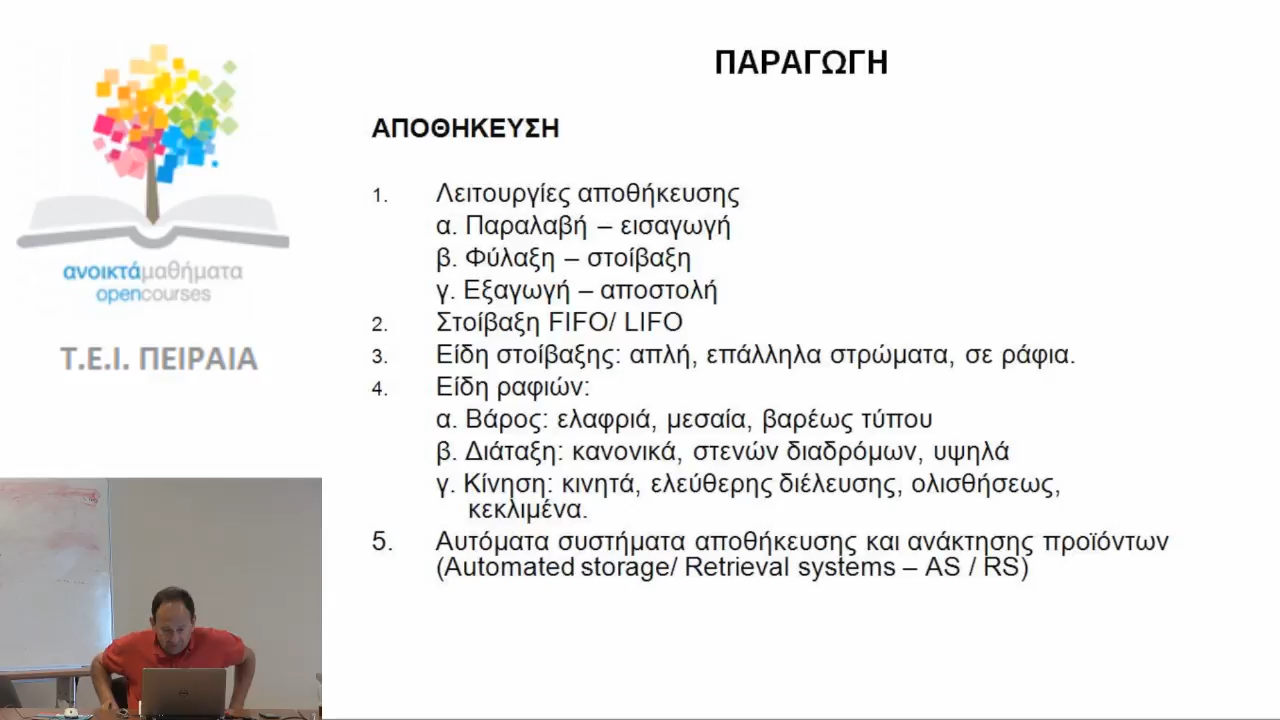 ΠΑΡΑΓΩΓΗ
ΑΠΟΘΗΚΕΥΣΗ
1. Λειτουργίες αποθήκευσης
α. Παραλαβή – εισαγωγή
β. Φύλαξη – στοίβαξη
γ. Εξαγωγή – αποστολή
2. Στοίβαξη FIFO/ LIFO
3. Είδη στοίβαξης: απλή, επάλληλα στρώματα, σε ράφια.
4. Είδη ραφιών:
α. Βάρος: ελαφριά, μεσαία, βαρέως τύπου
β. Διάταξη: κανονικά, στενών διαδρόμων, υψηλά
γ. Κίνηση: κινητά, ελεύθερης διέλευσης, ολισθήσεως,
κεκλιμένα.
5. Αυτόματα συστήματα αποθήκευσης και ανάκτησης προϊόντων
(Automated storage/ Retrieval systems – AS / RS)
ανοικτάμαθήματα
opencourses
Τ.Ε.Ι. ΠΕΙΡΑΙΑ